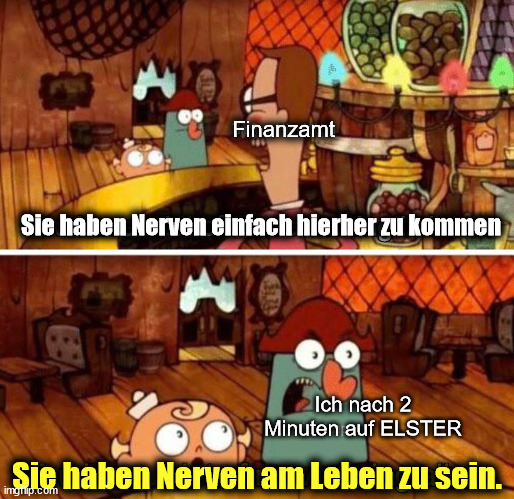 Finanzamt
Sie haben Nerven einfach hierher zu kommen
Ich nach 2
Minuten auf ELSTER
Sie haben Nerven am Leben zu sein.
imgflip.com